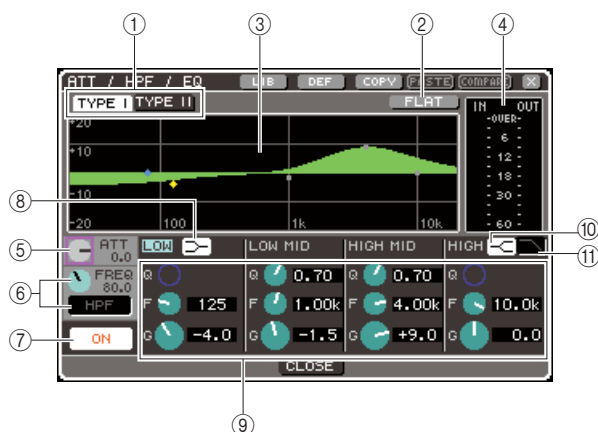 ① ③ ② ④
ATT / HPF / EQ LIB DEF COPY PASTE COMPARE X
TYPE I TYPE II FLAT IN OUT
+20 -OVER-
+10 6
12
18
-10 30
-20 100 1k 10k 60
⑧ ⑩
⑤ ATT 0.0 LOW LOW MID HIGH MID HIGH ⑪
⑥ FREQ 80.0 Q Q 0.70 Q 0.70 Q
HPF F 125 F 1.00k F 4.00k F 10.0k
⑦ ON G -4.0 G -1.5 G +9.0 G 0.0
CLOSE
⑨